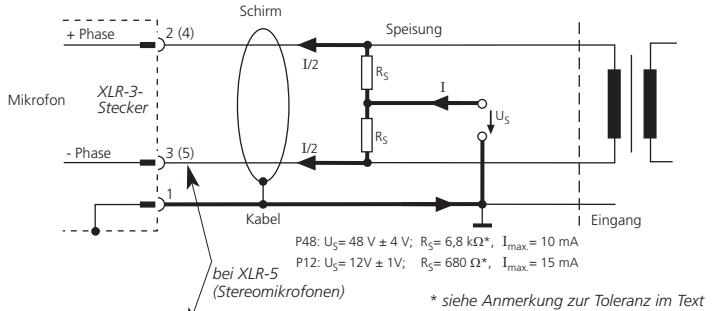 Schirm
+ Phase
2 (4)
Speisung
I/2
R_S
I
XLR-3-
Stecker
Mikrofon
U_S
R_S
- Phase
3 (5)
I/2
1
Kabel
Eingang
P48: U_S= 48 V ± 4 V; R_S= 6,8 kΩ*, I_max.= 10 mA
P12: U_S= 12V ± 1V; R_S= 680 Ω*, I_max.= 15 mA
bei XLR-5
(Stereomikrofonen)
* siehe Anmerkung zur Toleranz im Text